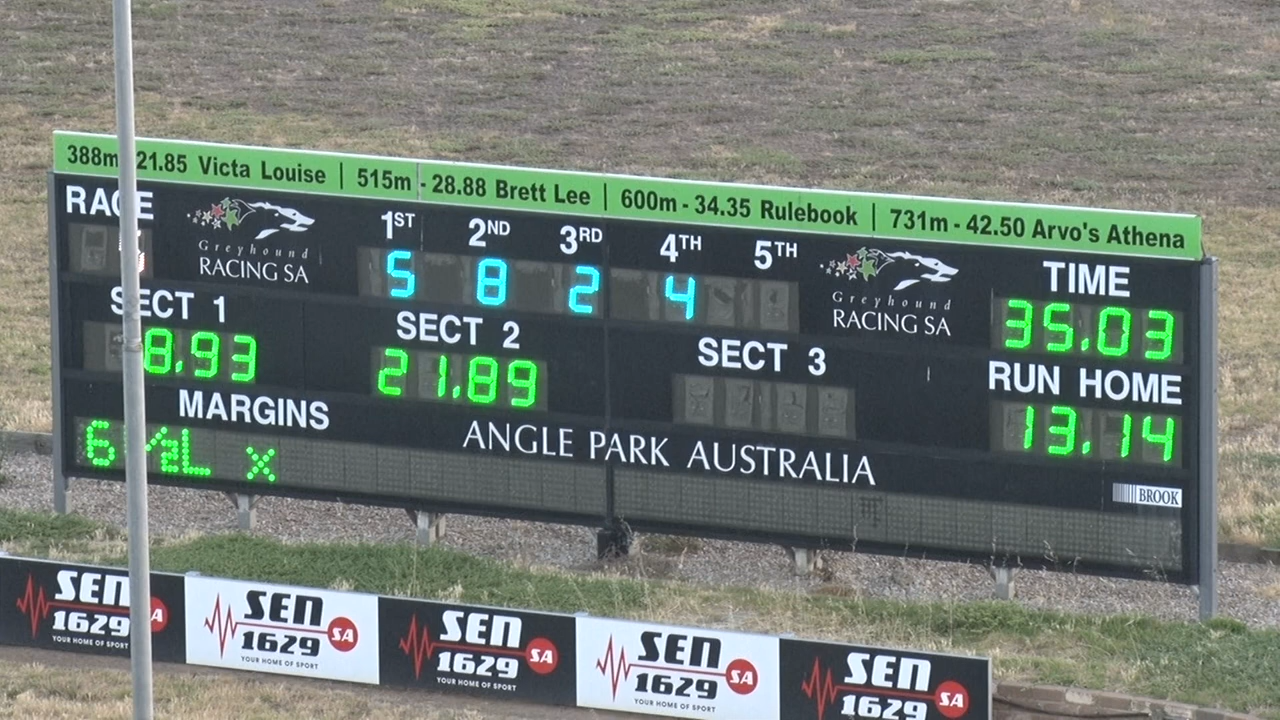 388m 21.85 Victa Louise | 515m - 28.88 Brett Lee | 600m - 34.35 Rulebook | 731m - 42.50 Arvo's Athena
RACE
Greyhound
RACING SA
1ST 2ND 3RD 4TH 5TH
5 8 2 4
Greyhound
RACING SA
TIME
35.03
SECT 1
8.93
SECT 2
21.89
SECT 3
RUN HOME
13.14
MARGINS
6 ½L x
ANGLE PARK AUSTRALIA
BROOK
SEN
1629 SA
YOUR HOME OF SPORT
SEN
1629 SA
YOUR HOME OF SPORT
SEN
1629 SA
YOUR HOME OF SPORT
SEN
1629 SA
YOUR HOME OF SPORT
SEN
1629 SA